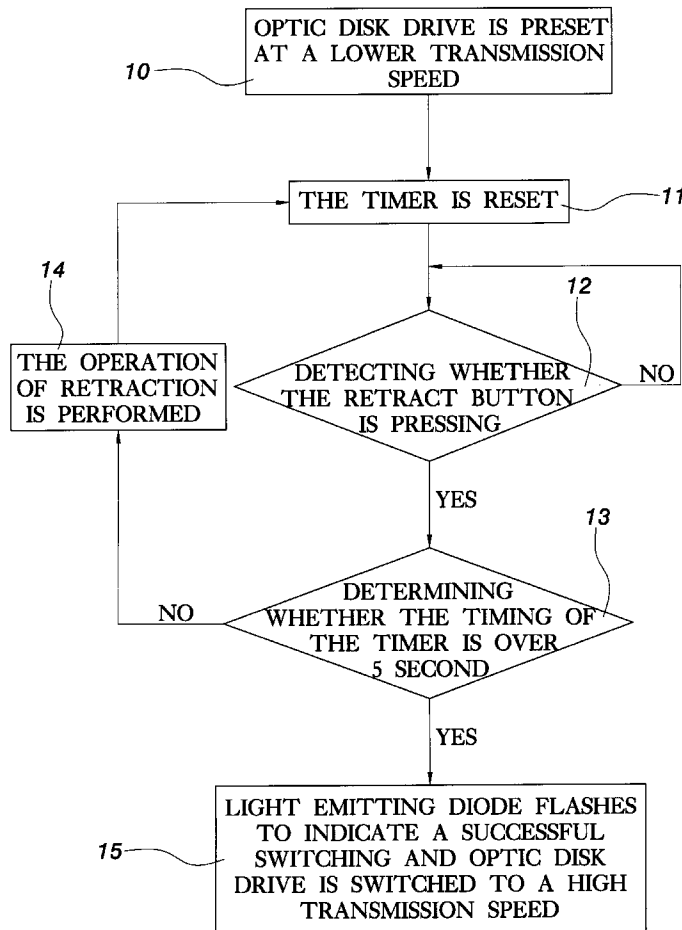 OPTIC DISK DRIVE IS PRESET
AT A LOWER TRANSMISSION
SPEED
10
THE TIMER IS RESET
11
14
12
THE OPERATION
OF RETRACTION
IS PERFORMED
DETECTING WHETHER
THE RETRACT BUTTON
IS PRESSING
NO
YES
13
NO
DETERMINING
WHETHER THE TIMING OF
THE TIMER IS OVER
5 SECOND
YES
LIGHT EMITTING DIODE FLASHES
TO INDICATE A SUCCESSFUL
SWITCHING AND OPTIC DISK
DRIVE IS SWITCHED TO A HIGH
TRANSMISSION SPEED
15